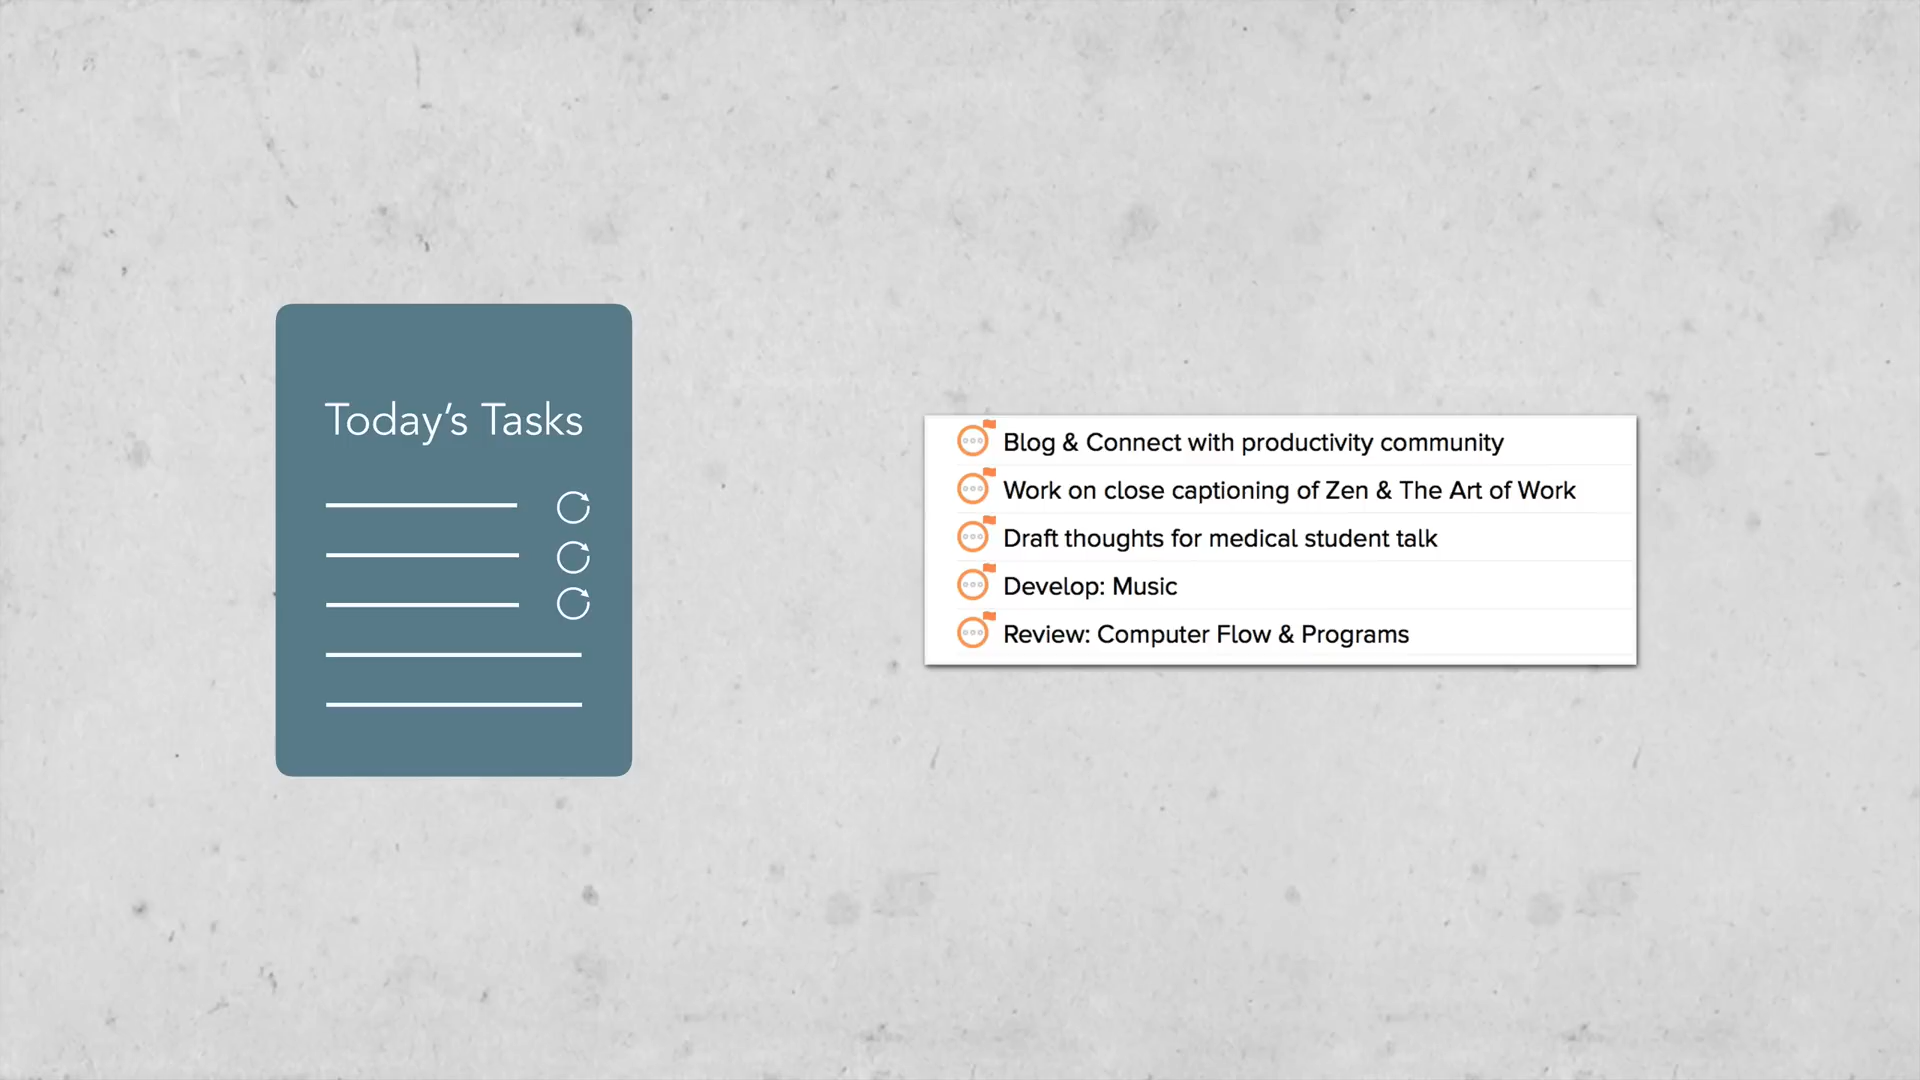 Today's Tasks
Blog & Connect with productivity community
Work on close captioning of Zen & The Art of Work
Draft thoughts for medical student talk
Develop: Music
Review: Computer Flow & Programs